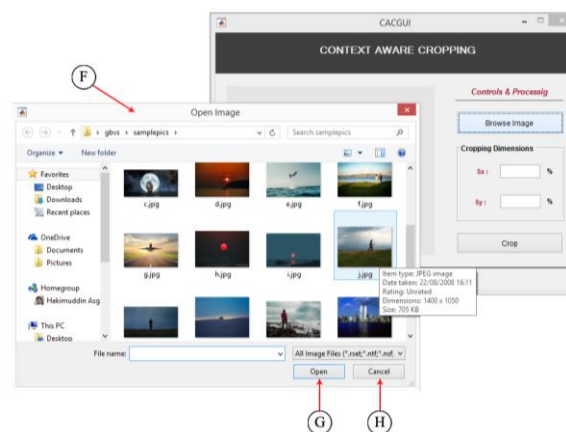 CACGUI
CONTEXT AWARE CROPPING
F
Open Image
gbvs › samplepics ›
Search samplepics
Controls & Processig
Browse Image
Organize
New folder
Cropping Dimensions
Favorites
Desktop
Downloads
Recent places
c.jpg
d.jpg
e.jpg
f.jpg
Sx :
%
Sy :
%
OneDrive
Documents
Pictures
g.jpg
h.jpg
i.jpg
j.jpg
Crop
Item type: JPEG image
Date taken: 22/08/2008 16:11
Rating: Unrated
Dimensions: 1400 x 1050
Size: 705 KB
Homegroup
Hakimuddin Asg
This PC
Desktop
File name:
All Image Files (*.rset;*.ntf;*.nsf
Open
Cancel
G
H